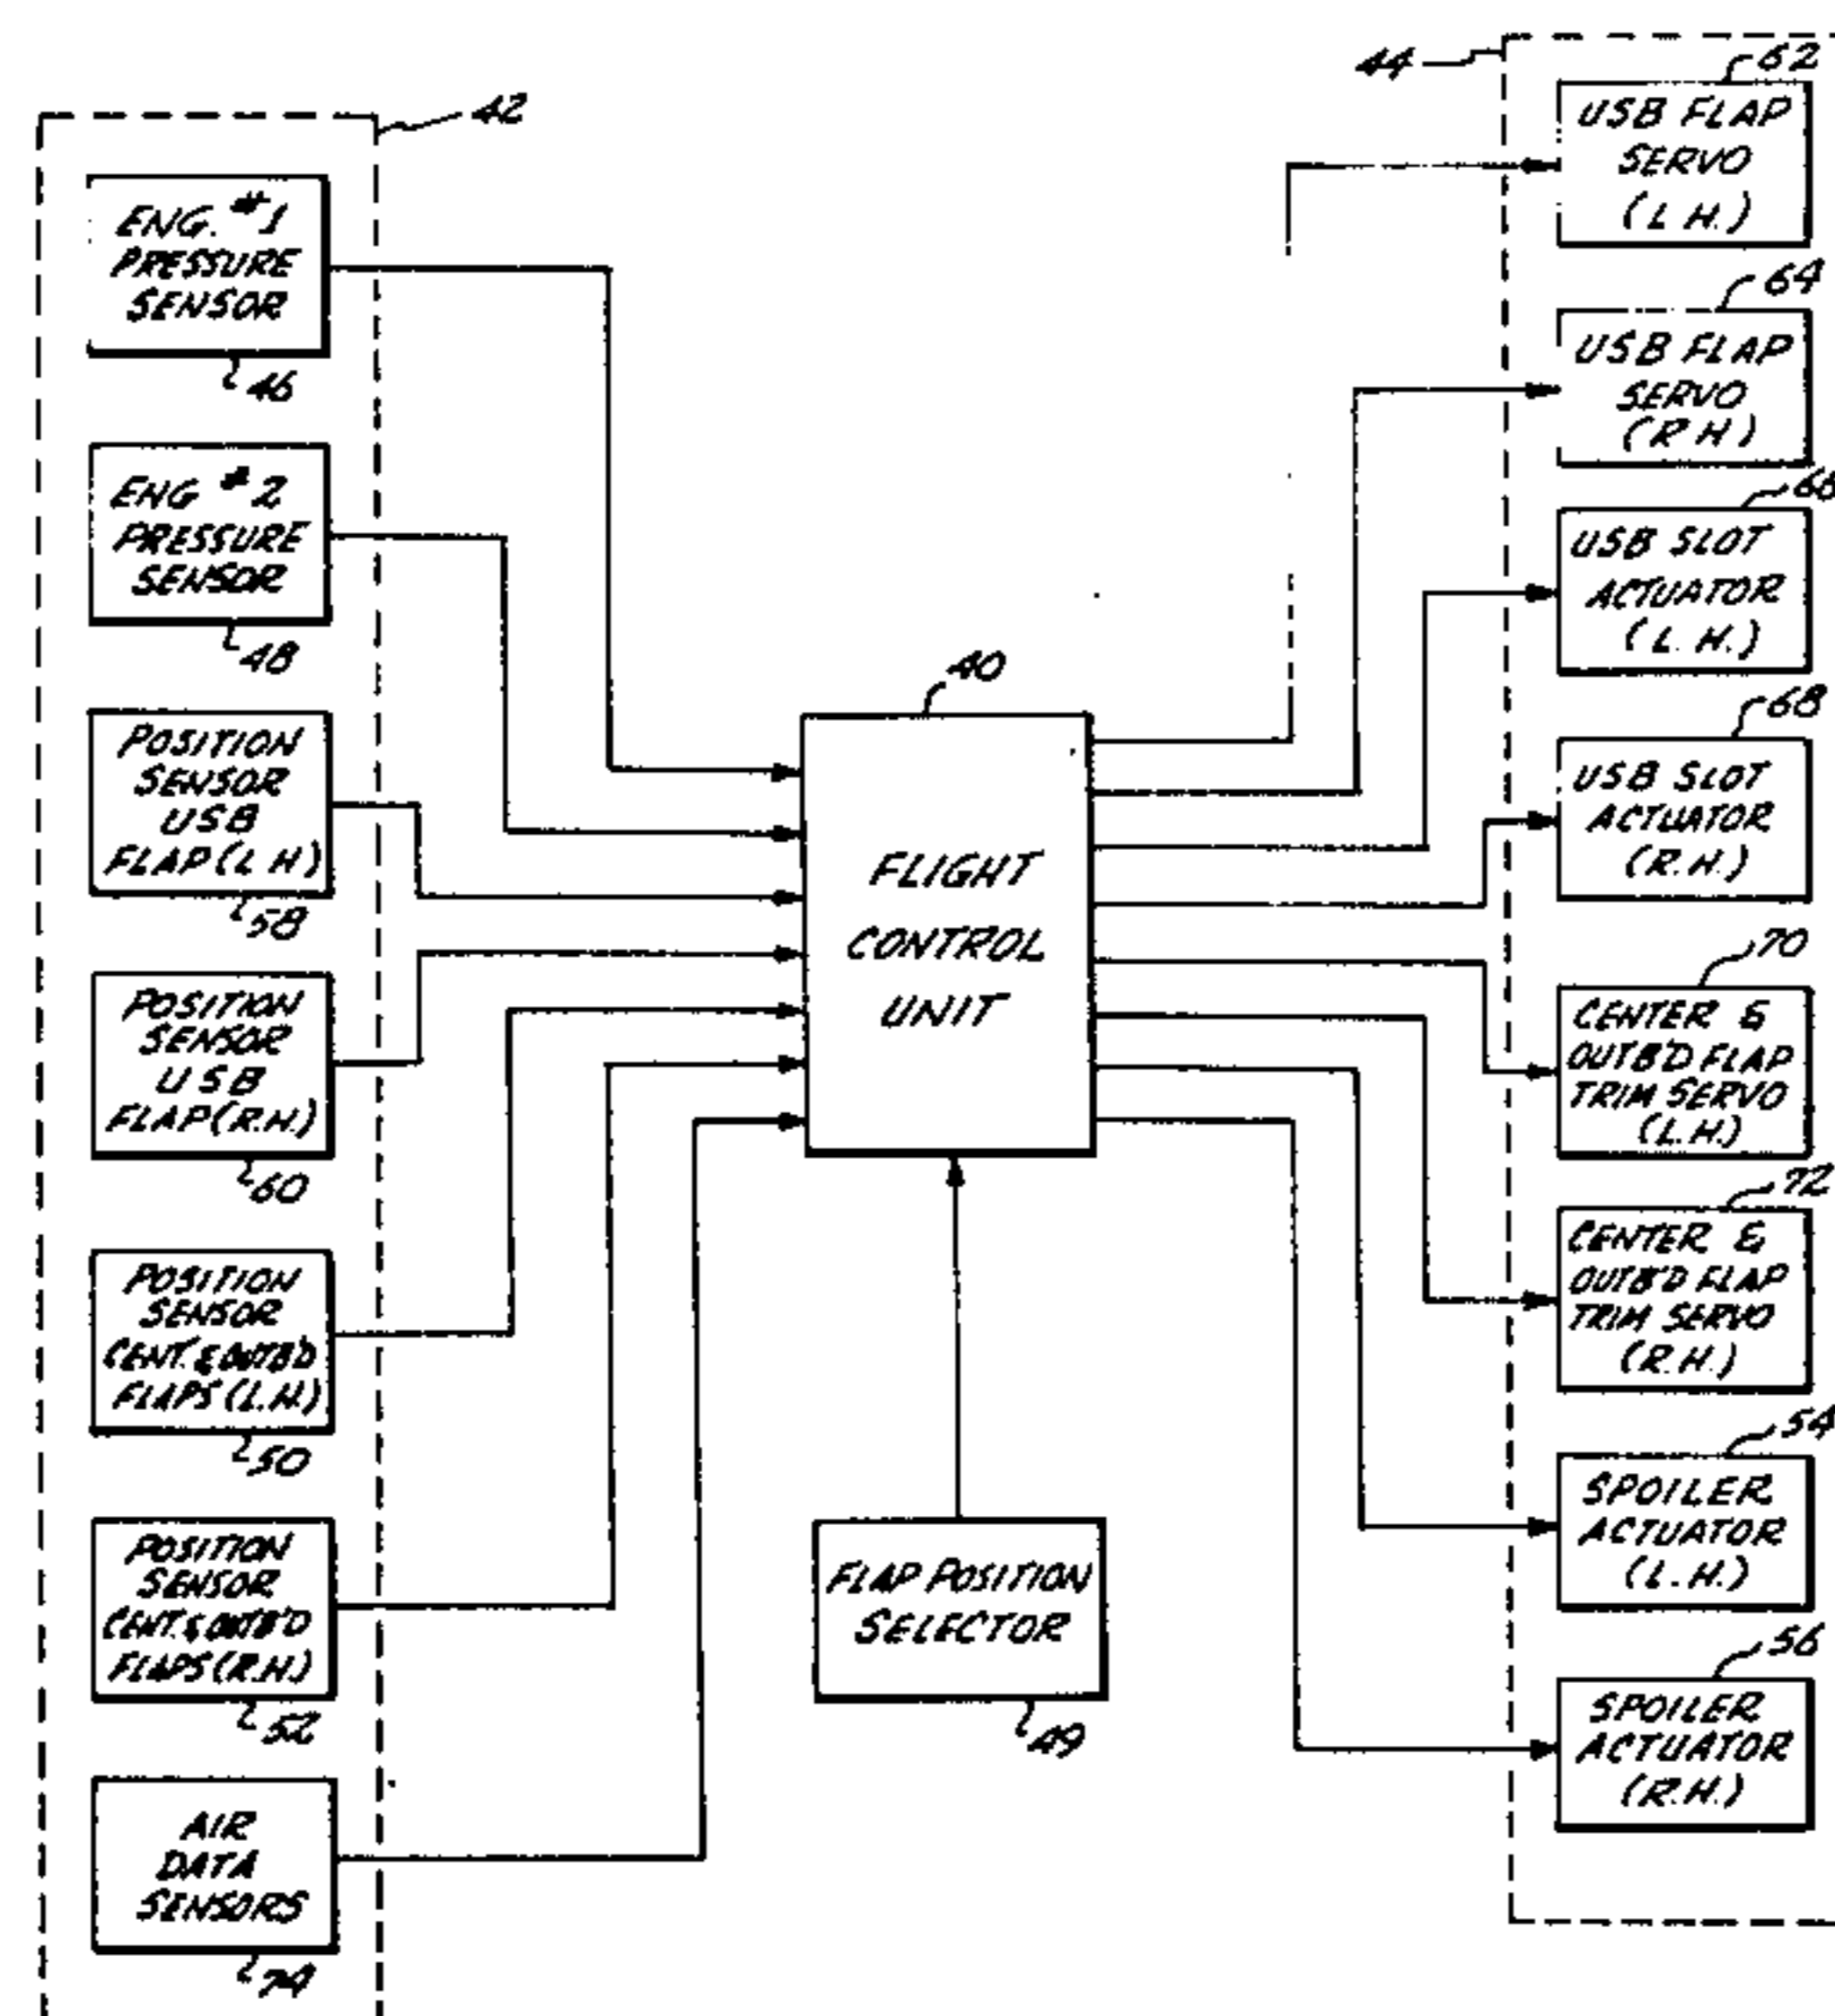 42
ENG. #1
PRESSURE
SENSOR
46
ENG #2
PRESSURE
SENSOR
48
POSITION
SENSOR
USB
FLAP (L H)
58
POSITION
SENSOR
USB
FLAP (R.H.)
60
POSITION
SENSOR
CENT. & OUTB'D
FLAPS (L.H.)
50
POSITION
SENSOR
CENT. & OUTB'D
FLAPS (R.H.)
52
AIR
DATA
SENSORS
74
40
FLIGHT
CONTROL
UNIT
FLAP POSITION
SELECTOR
49
44
62
USB FLAP
SERVO
(L H.)
64
USB FLAP
SERVO
(R H)
66
USB SLOT
ACTUATOR
(L. H.)
68
USB SLOT
ACTUATOR
(R.H.)
70
CENTER &
OUTB'D FLAP
TRIM SERVO
(L.H.)
72
CENTER &
OUTB'D FLAP
TRIM SERVO
(R.H.)
54
SPOILER
ACTUATOR
(L.H.)
56
SPOILER
ACTUATOR
(R.H.)